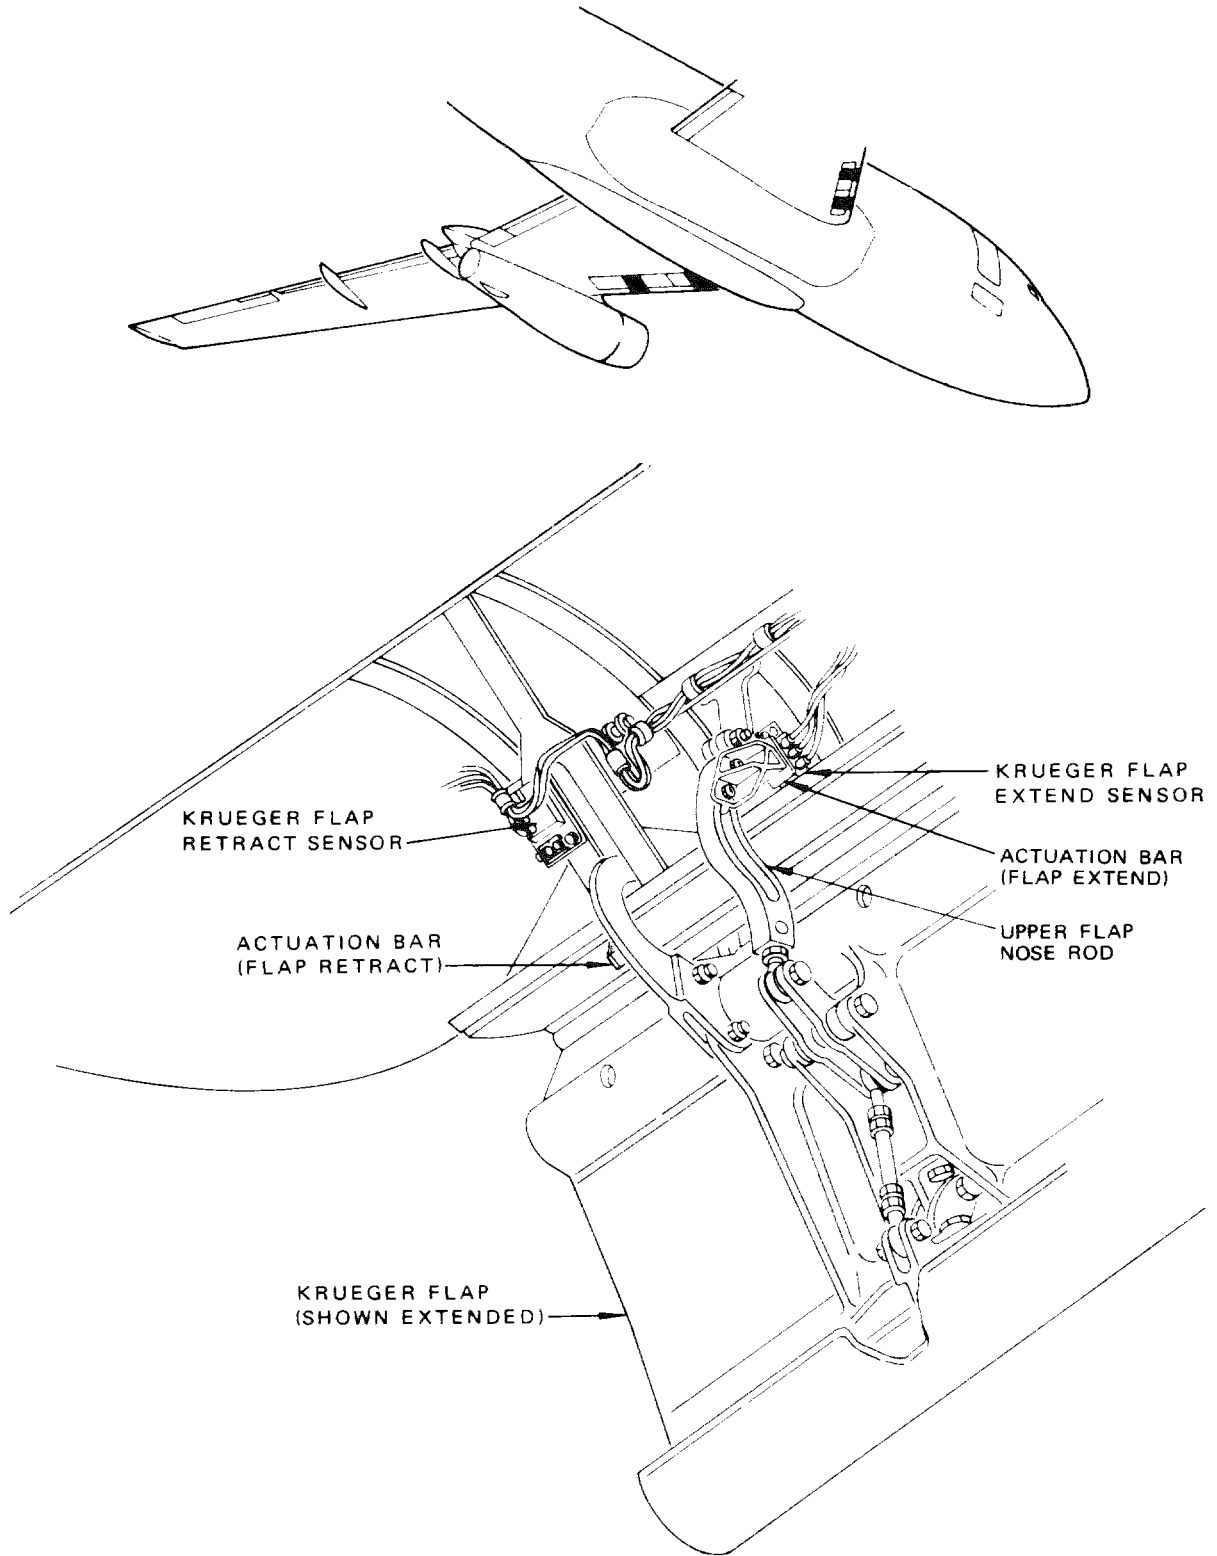 KRUEGER FLAP
EXTEND SENSOR
KRUEGER FLAP
RETRACT SENSOR
ACTUATION BAR
(FLAP EXTEND)
UPPER FLAP
NOSE ROD
ACTUATION BAR
(FLAP RETRACT)
KRUEGER FLAP
(SHOWN EXTENDED)